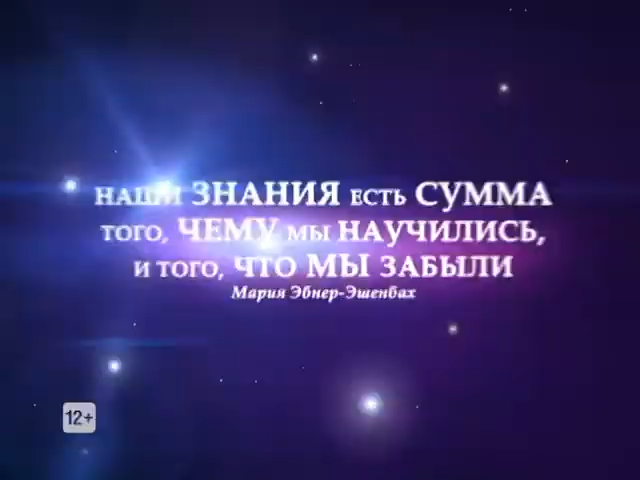 НАШИ ЗНАНИЯ ЕСТЬ СУММА
ТОГО, ЧЕМУ МЫ НАУЧИЛИСЬ,
И ТОГО, ЧТО МЫ ЗАБЫЛИ
Мария Эбнер-Эшенбах
12+